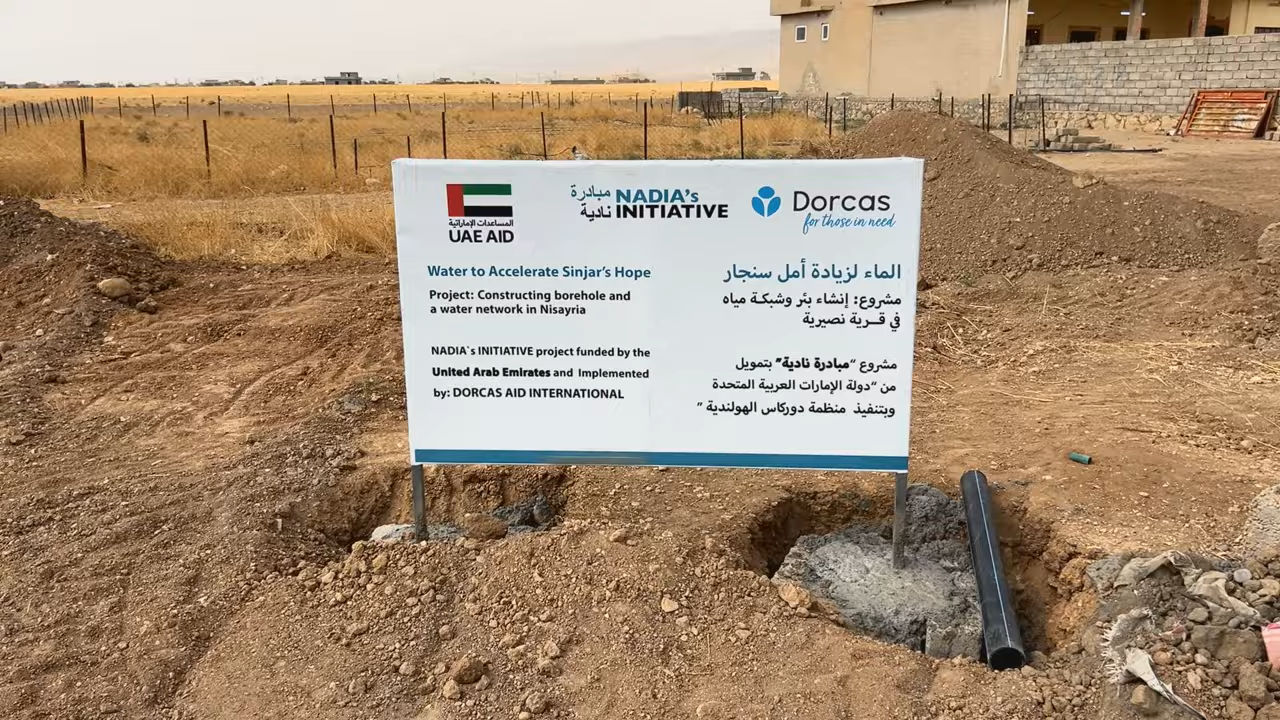 المساعدات الإماراتية
UAE AID
مبادرة
نادية
NADIA's
INITIATIVE
Dorcas
for those in need
Water to Accelerate Sinjar's Hope
Project: Constructing borehole and
a water network in Nisayria
NADIA`s INITIATIVE project funded by the
United Arab Emirates and Implemented
by: DORCAS AID INTERNATIONAL
الماء لزيادة أمل سنجار
مشروع: إنشاء بئر وشبكة مياه
في قريـة نصيرية
مشروع “مبادرة نادية” بتمويل
من “دولة الإمارات العربية المتحدة
وبتنفيذ منظمة دوركاس الهولندية ”